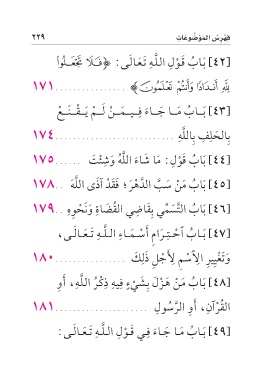 فهرس الموضوعات ٢٢٩
[٤٢] بَابُ قَوْلِ اللَّهِ تَعَالَى: ﴿فَلَا تَجْعَلُوا
لِلَّهِ أَندَادًا وَأَنتُمْ تَعْلَمُونَ﴾ ................ ١٧١
[٤٣] بَابُ مَا جَاءَ فِيمَنْ لَمْ يَقْنَعْ
بِالحَلِفِ بِاللَّهِ ..................... ١٧٤
[٤٤] بَابُ قَوْلِ: مَا شَاءَ اللَّهُ وَشِئْتَ ...... ١٧٥
[٤٥] بَابُ مَنْ سَبَّ الدَّهْرَ؛ فَقَدْ آذَى اللَّهَ .. ١٧٨
[٤٦] بَابُ التَّسَمِّي بِقَاضِي القُضَاةِ وَنَحْوِهِ .. ١٧٩
[٤٧] بَابُ احْتِرَامِ أَسْمَاءِ اللَّهِ تَعَالَى،
وَتَغْيِيرِ الِاسْمِ لِأَجْلِ ذَلِكَ ................ ١٨٠
[٤٨] بَابُ مَنْ هَزَلَ بِشَيْءٍ فِيهِ ذِكْرُ اللَّهِ، أَوِ
القُرْآنِ، أَوِ الرَّسُولِ ..................... ١٨١
[٤٩] بَابُ مَا جَاءَ فِي قَوْلِ اللَّهِ تَعَالَى: